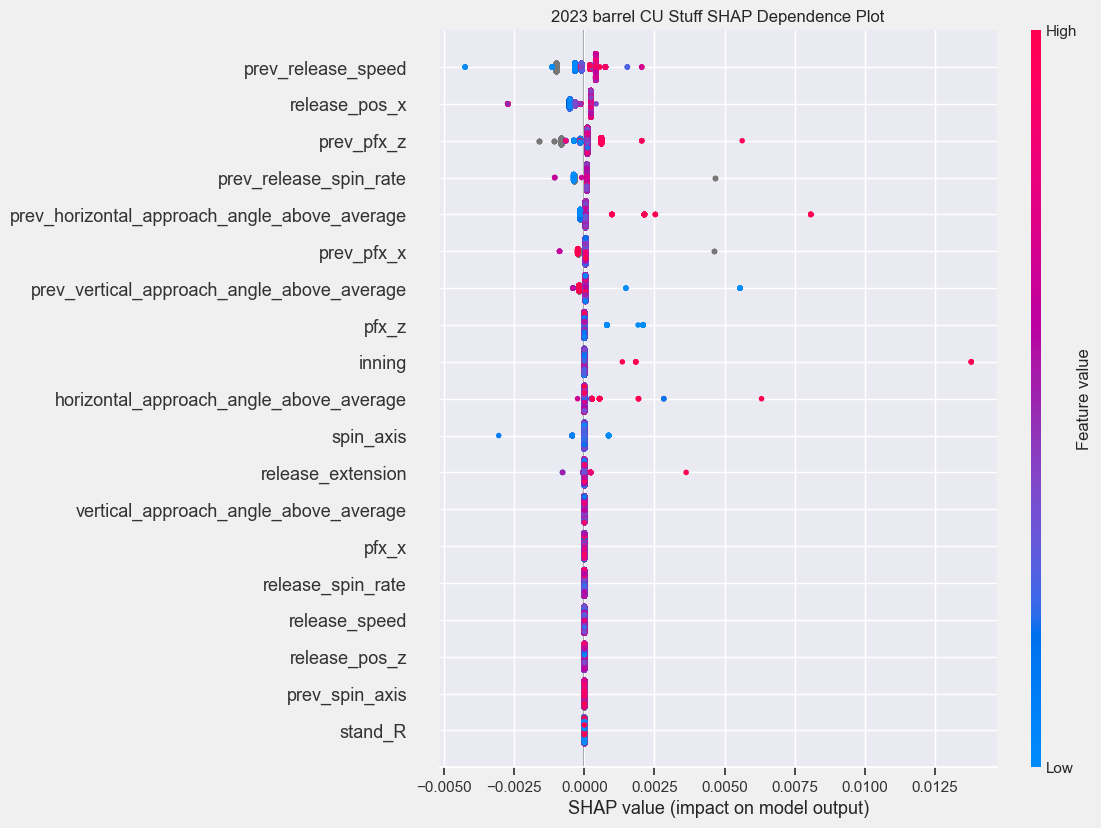 2023 barrel CU Stuff SHAP Dependence Plot
High
prev_release_speed
release_pos_x
prev_pfx_z
prev_release_spin_rate
prev_horizontal_approach_angle_above_average
prev_pfx_x
prev_vertical_approach_angle_above_average
pfx_z
inning
horizontal_approach_angle_above_average
spin_axis
release_extension
vertical_approach_angle_above_average
pfx_x
release_spin_rate
release_speed
release_pos_z
prev_spin_axis
stand_R
Feature value
Low
−0.0050 −0.0025 0.0000 0.0025 0.0050 0.0075 0.0100 0.0125
SHAP value (impact on model output)